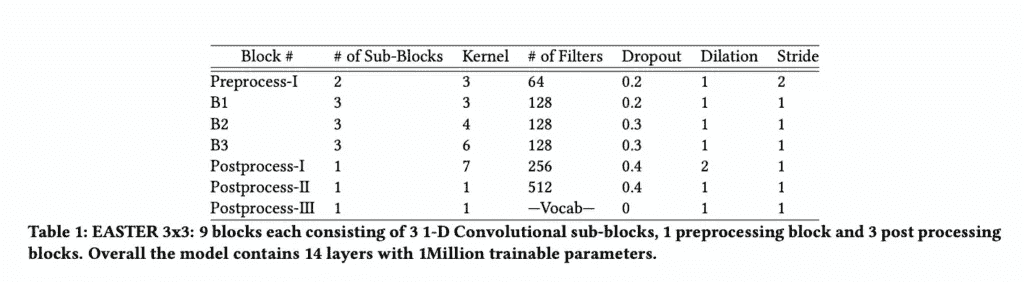 Block # # of Sub-Blocks Kernel # of Filters Dropout Dilation Stride
Preprocess-I 2 3 64 0.2 1 2
B1 3 3 128 0.2 1 1
B2 3 4 128 0.3 1 1
B3 3 6 128 0.3 1 1
Postprocess-I 1 7 256 0.4 2 1
Postprocess-II 1 1 512 0.4 1 1
Postprocess-III 1 1 —Vocab— 0 1 1
Table 1: EASTER 3x3: 9 blocks each consisting of 3 1-D Convolutional sub-blocks, 1 preprocessing block and 3 post processing
blocks. Overall the model contains 14 layers with 1Million trainable parameters.